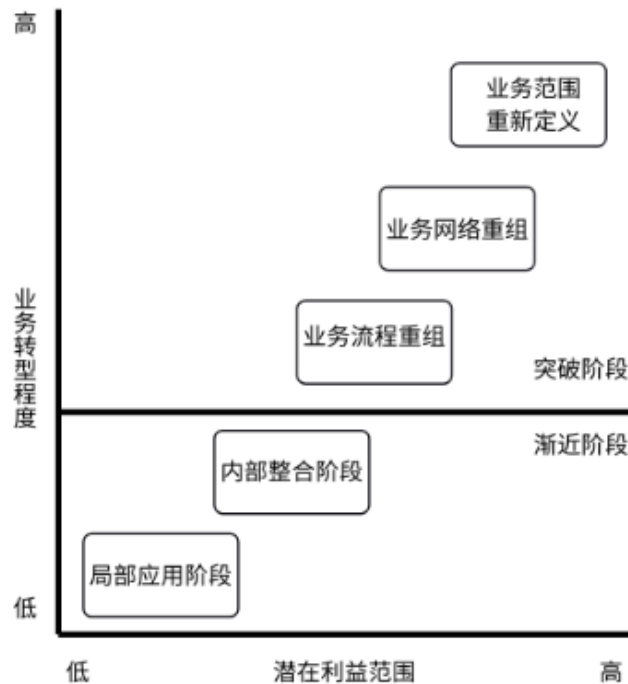 高
业务范围
重新定义
业务网络重组
业务流程重组
业务转型程度
突破阶段
渐近阶段
内部整合阶段
局部应用阶段
低
低
潜在利益范围
高